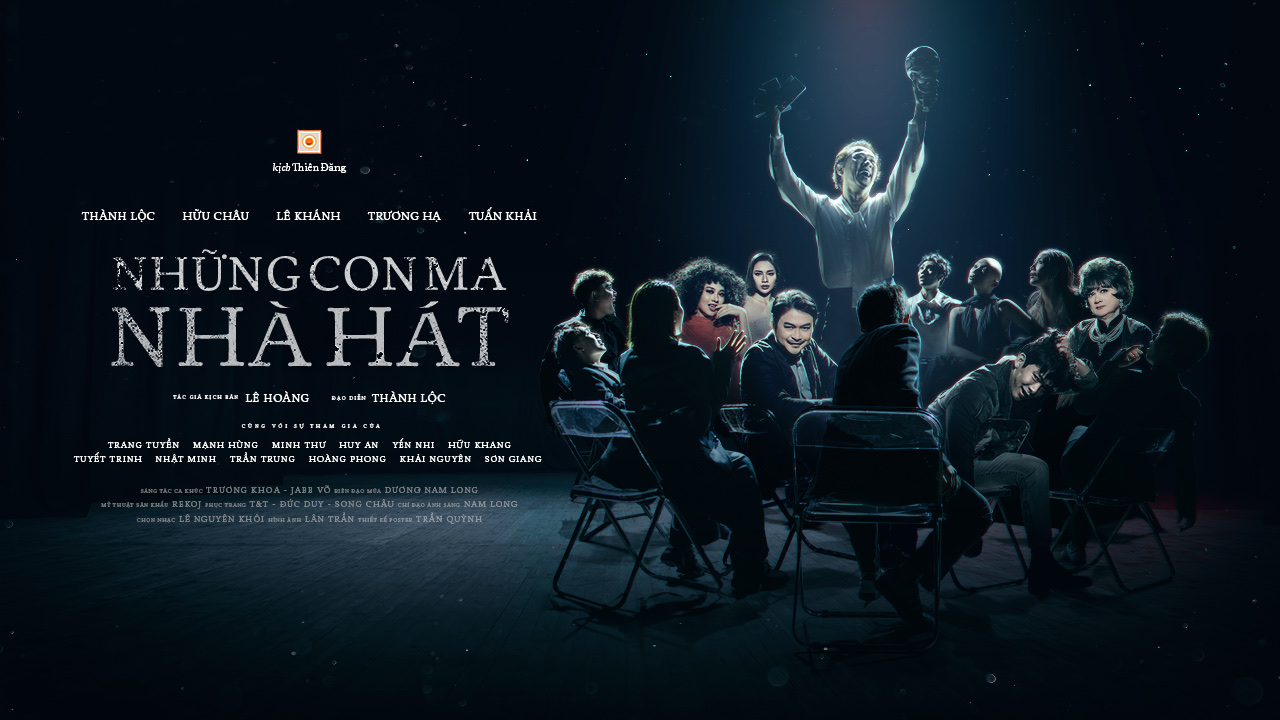 kịch Thiên Đăng
THÀNH LỘC HỮU CHÂU LÊ KHÁNH TRƯƠNG HẠ TUẤN KHẢI
NHỮNG CON MA
NHÀ HÁT
TÁC GIẢ KỊCH BẢN LÊ HOÀNG ĐẠO DIỄN THÀNH LỘC
CÙNG VỚI SỰ THAM GIA CỦA
TRANG TUYỀN MẠNH HÙNG MINH THƯ HUY AN YẾN NHI HỮU KHANG
TUYẾT TRINH NHẬT MINH TRẦN TRUNG HOÀNG PHONG KHẢI NGUYÊN SƠN GIANG
SÁNG TÁC CA KHÚC TRƯƠNG KHOA - JABB VÕ BIÊN ĐẠO MÚA DƯƠNG NAM LONG
MỸ THUẬT SÂN KHẤU REKOJ PHỤC TRANG T&T - ĐỨC DUY - SONG CHÂU CHỈ ĐẠO ÁNH SÁNG NAM LONG
CHỌN NHẠC LÊ NGUYÊN KHÔI HÌNH ẢNH LÂN TRẦN THIẾT KẾ POSTER TRẦN QUỲNH